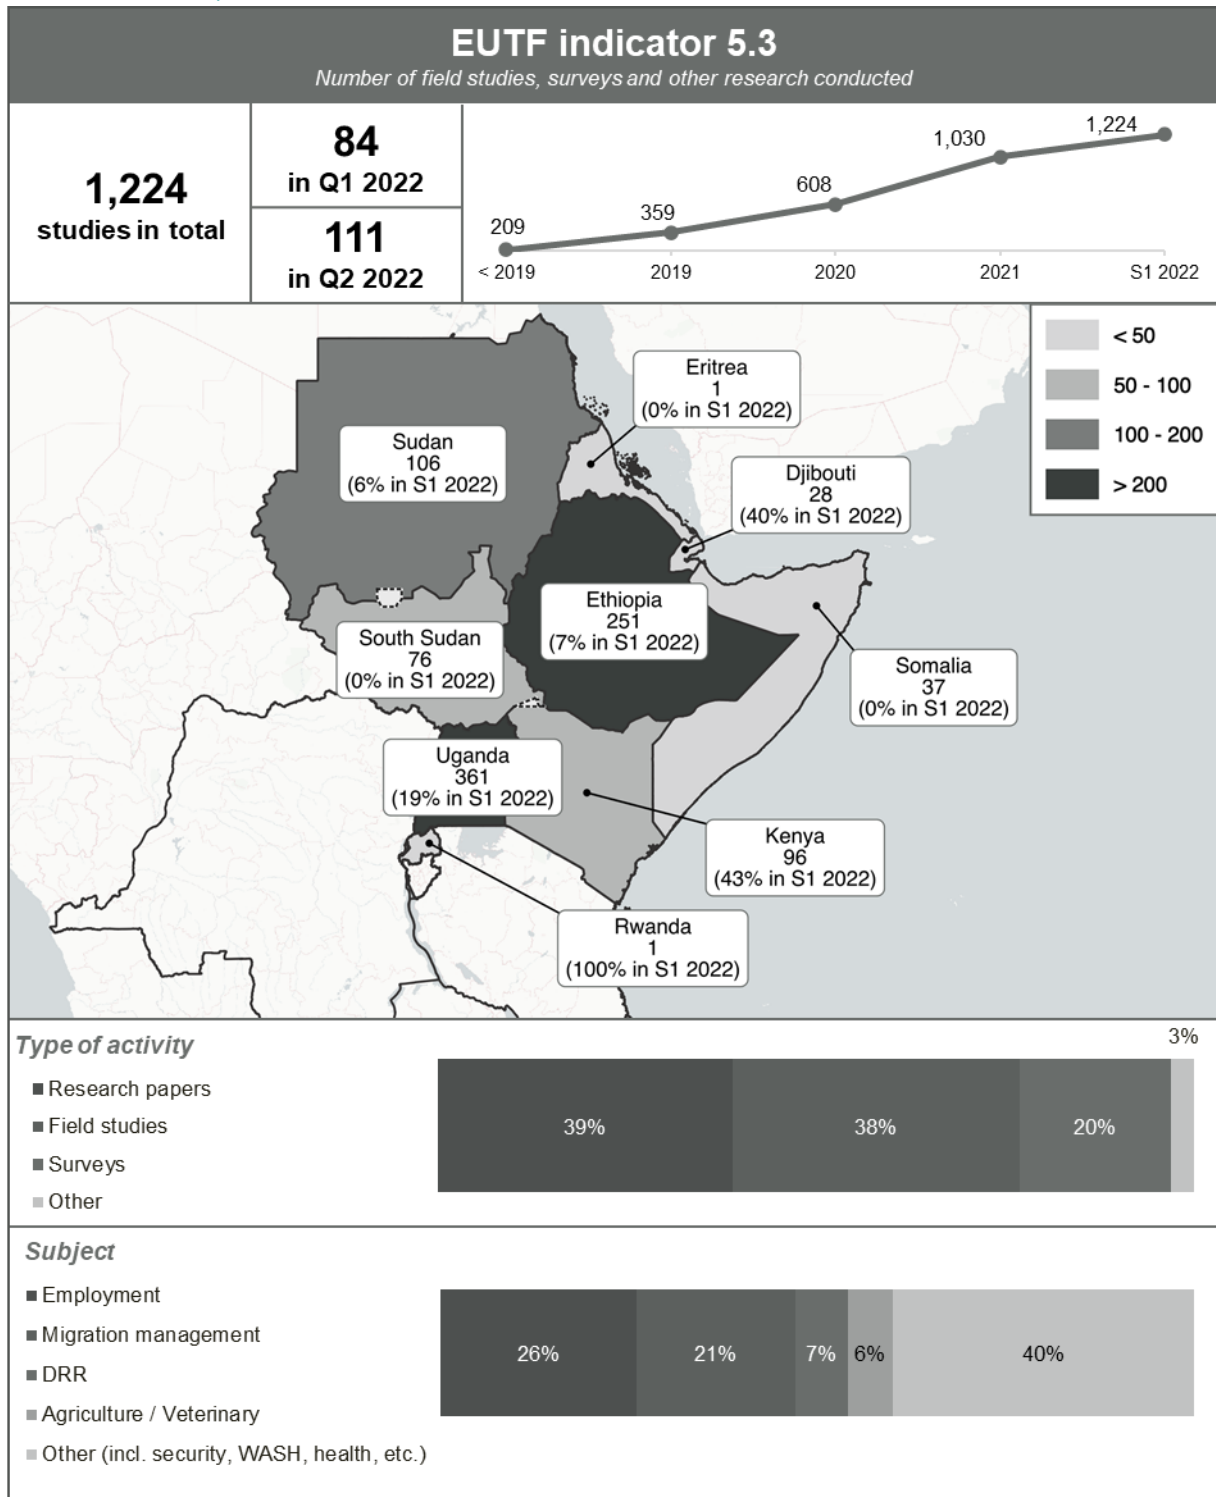 EUTF indicator 5.3
Number of field studies, surveys and other research conducted
1,224
studies in total
84
in Q1 2022
111
in Q2 2022
209
359
608
1,030
1,224
< 2019
2019
2020
2021
S1 2022
< 50
50 - 100
100 - 200
> 200
Eritrea
1
(0% in S1 2022)
Sudan
106
(6% in S1 2022)
Djibouti
28
(40% in S1 2022)
Ethiopia
251
(7% in S1 2022)
South Sudan
76
(0% in S1 2022)
Somalia
37
(0% in S1 2022)
Uganda
361
(19% in S1 2022)
Kenya
96
(43% in S1 2022)
Rwanda
1
(100% in S1 2022)
Type of activity
Research papers
Field studies
Surveys
Other
39%
38%
20%
3%
Subject
Employment
Migration management
DRR
Agriculture / Veterinary
Other (incl. security, WASH, health, etc.)
26%
21%
7%
6%
40%